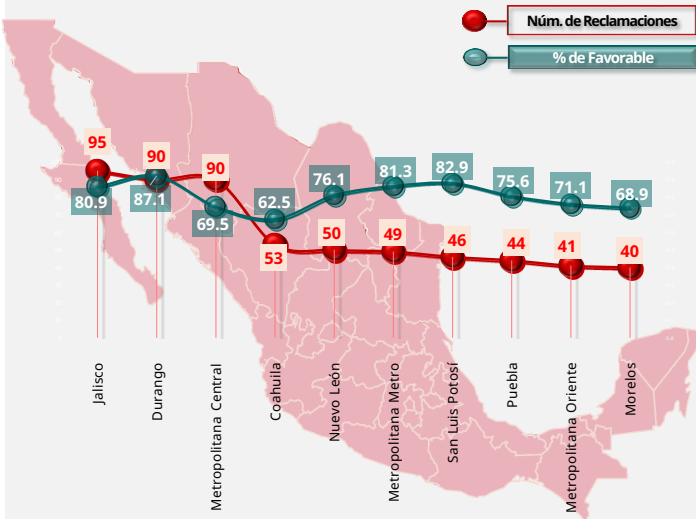 Núm. de Reclamaciones
% de Favorable
95
90
90
53
50
49
46
44
41
40
80.9
87.1
69.5
62.5
76.1
81.3
82.9
75.6
71.1
68.9
Jalisco
Durango
Metropolitana Central
Coahuila
Nuevo León
Metropolitana Metro
San Luis Potosí
Puebla
Metropolitana Oriente
Morelos